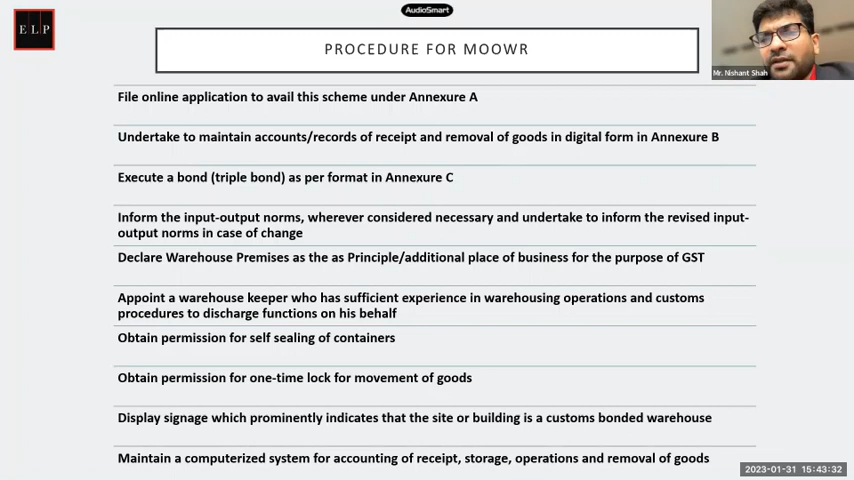 AudioSmart
ELP
PROCEDURE FOR MOOWR
Mr. Nishant Shah
File online application to avail this scheme under Annexure A
Undertake to maintain accounts/records of receipt and removal of goods in digital form in Annexure B
Execute a bond (triple bond) as per format in Annexure C
Inform the input-output norms, wherever considered necessary and undertake to inform the revised input-
output norms in case of change
Declare Warehouse Premises as the as Principle/additional place of business for the purpose of GST
Appoint a warehouse keeper who has sufficient experience in warehousing operations and customs
procedures to discharge functions on his behalf
Obtain permission for self sealing of containers
Obtain permission for one-time lock for movement of goods
Display signage which prominently indicates that the site or building is a customs bonded warehouse
Maintain a computerized system for accounting of receipt, storage, operations and removal of goods
2023-01-31 15:43:32